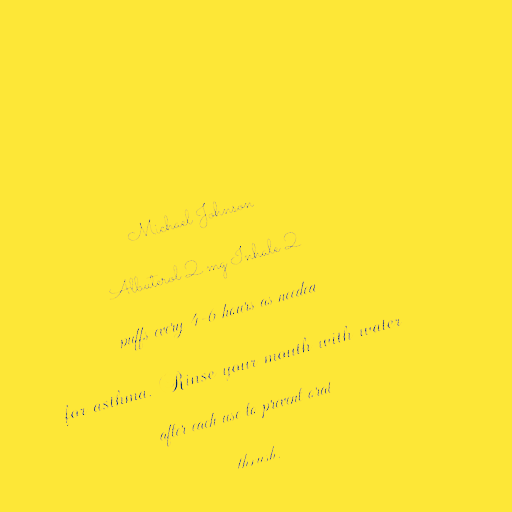 Michael Johnson
Albuterol 2 mg Inhale 2
puffs every 4-6 hours as needed
for asthma. Rinse your mouth with water
after each use to prevent oral
thrush.